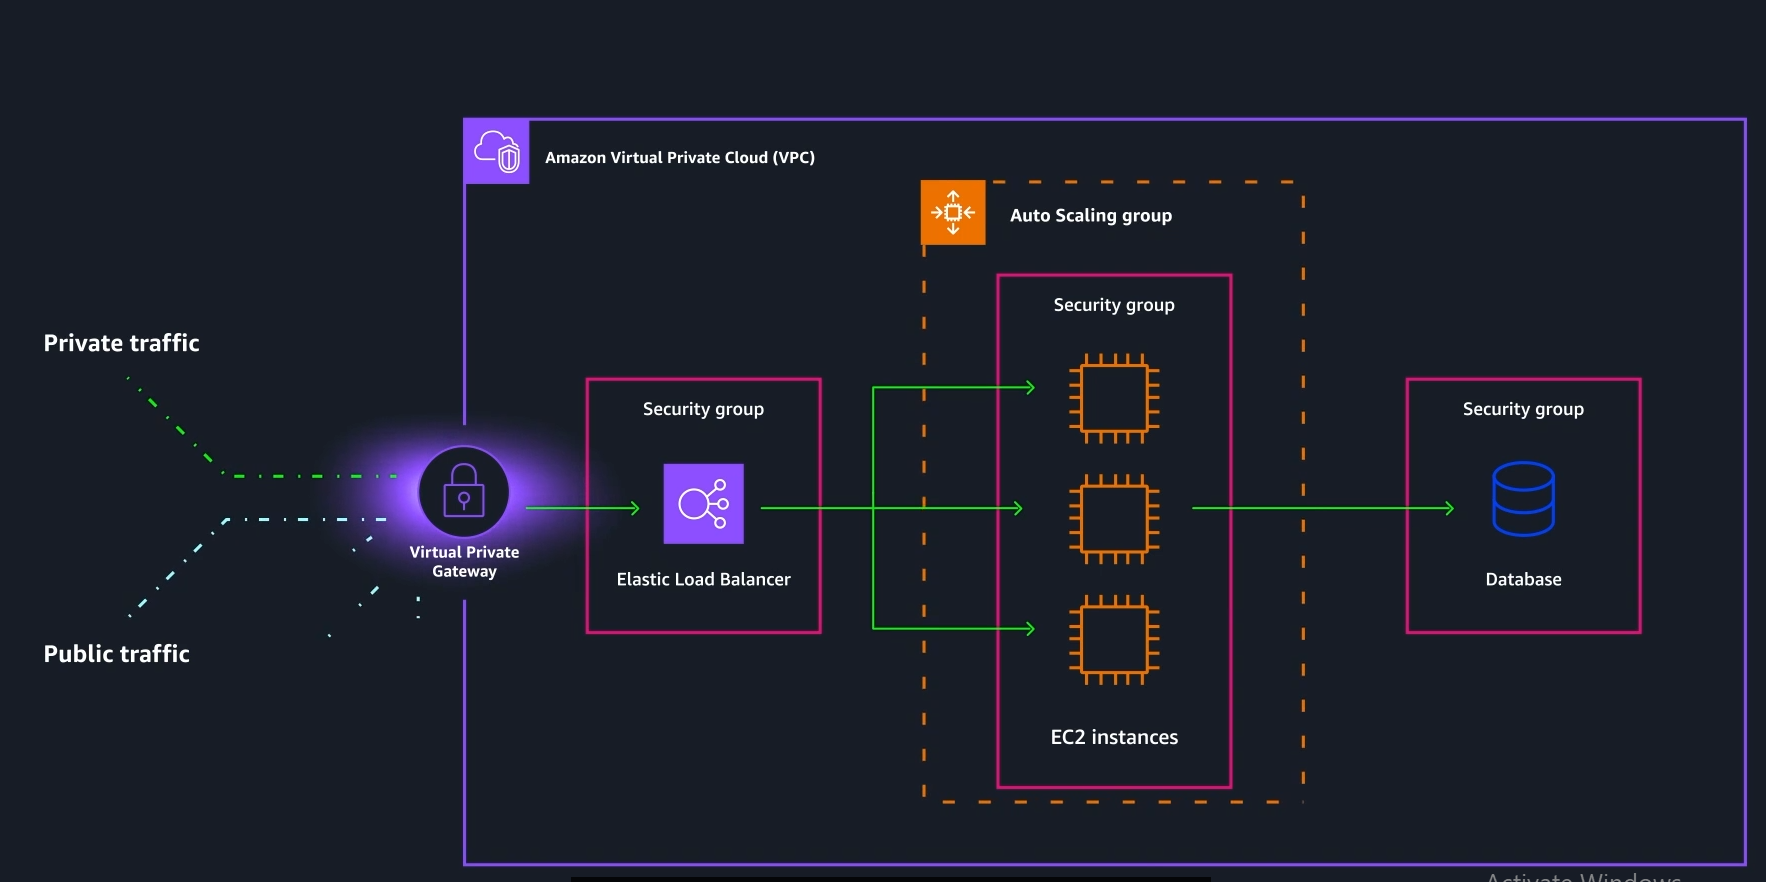 Amazon Virtual Private Cloud (VPC)
Auto Scaling group
Security group
Private traffic
Security group
Security group
Virtual Private
Gateway
Elastic Load Balancer
Database
Public traffic
EC2 instances
Activate Windows